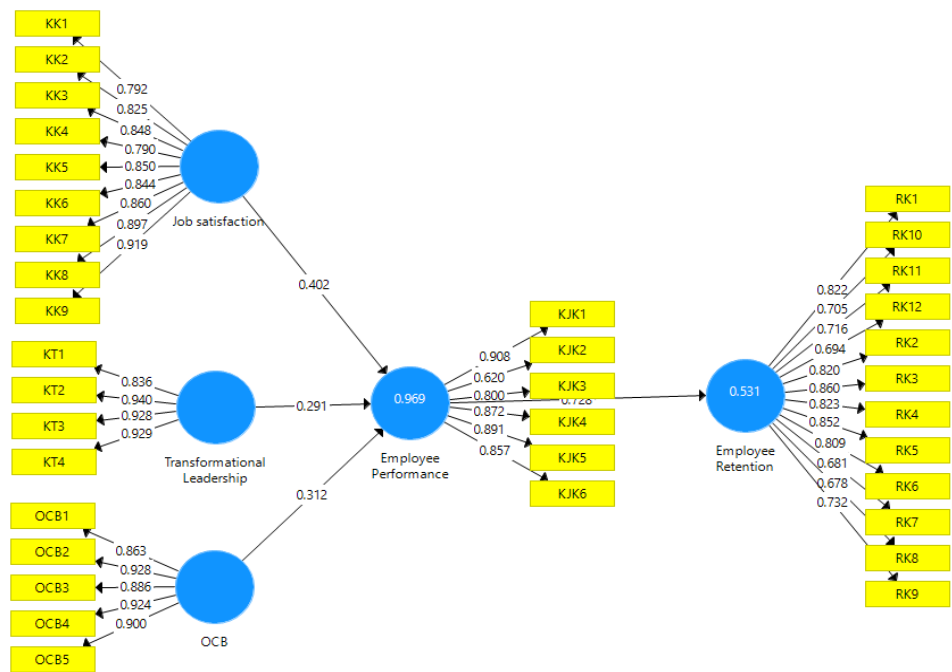 KK1
KK2
KK3
KK4
KK5
KK6
KK7
KK8
KK9
0.792
0.825
0.848
0.790
0.850
0.844
0.860
0.897
0.919
Job satisfaction
0.402
KT1
KT2
KT3
KT4
0.836
0.940
0.928
0.929
Transformational
Leadership
0.291
OCB1
OCB2
OCB3
OCB4
OCB5
0.863
0.928
0.886
0.924
0.900
OCB
0.312
0.969
Employee
Performance
KJK1
KJK2
KJK3
KJK4
KJK5
KJK6
0.908
0.620
0.800
0.872
0.891
0.857
0.728
0.531
Employee
Retention
RK1
RK10
RK11
RK12
RK2
RK3
RK4
RK5
RK6
RK7
RK8
RK9
0.822
0.705
0.716
0.694
0.820
0.860
0.823
0.852
0.809
0.681
0.678
0.732